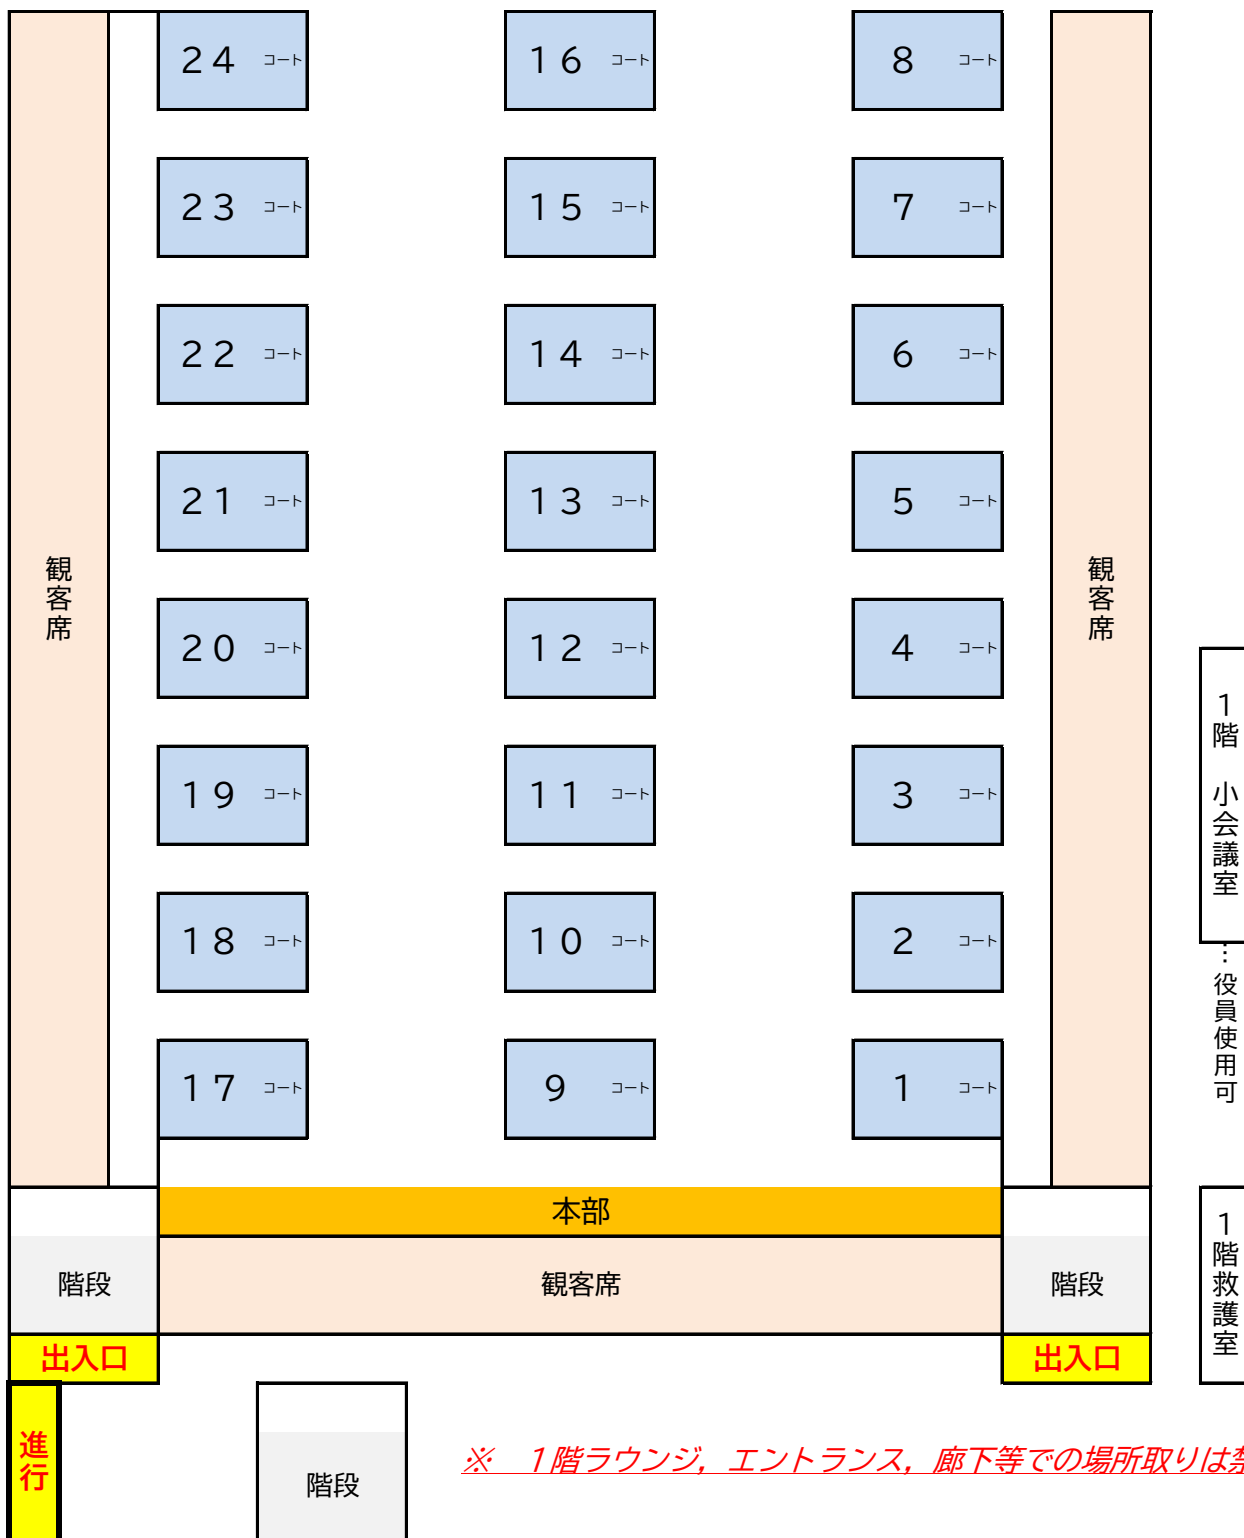 24 コート
16 コート
8 コート
23 コート
15 コート
7 コート
22 コート
14 コート
6 コート
21 コート
13 コート
5 コート
観客席
観客席
20 コート
12 コート
4 コート
19 コート
11 コート
3 コート
1階 小会議室
…役員使用可
18 コート
10 コート
2 コート
17 コート
9 コート
1 コート
本部
階段
観客席
階段
1階救護室
出入口
出入口
進行
階段
※ 1階ラウンジ，エントランス，廊下等での場所取りは